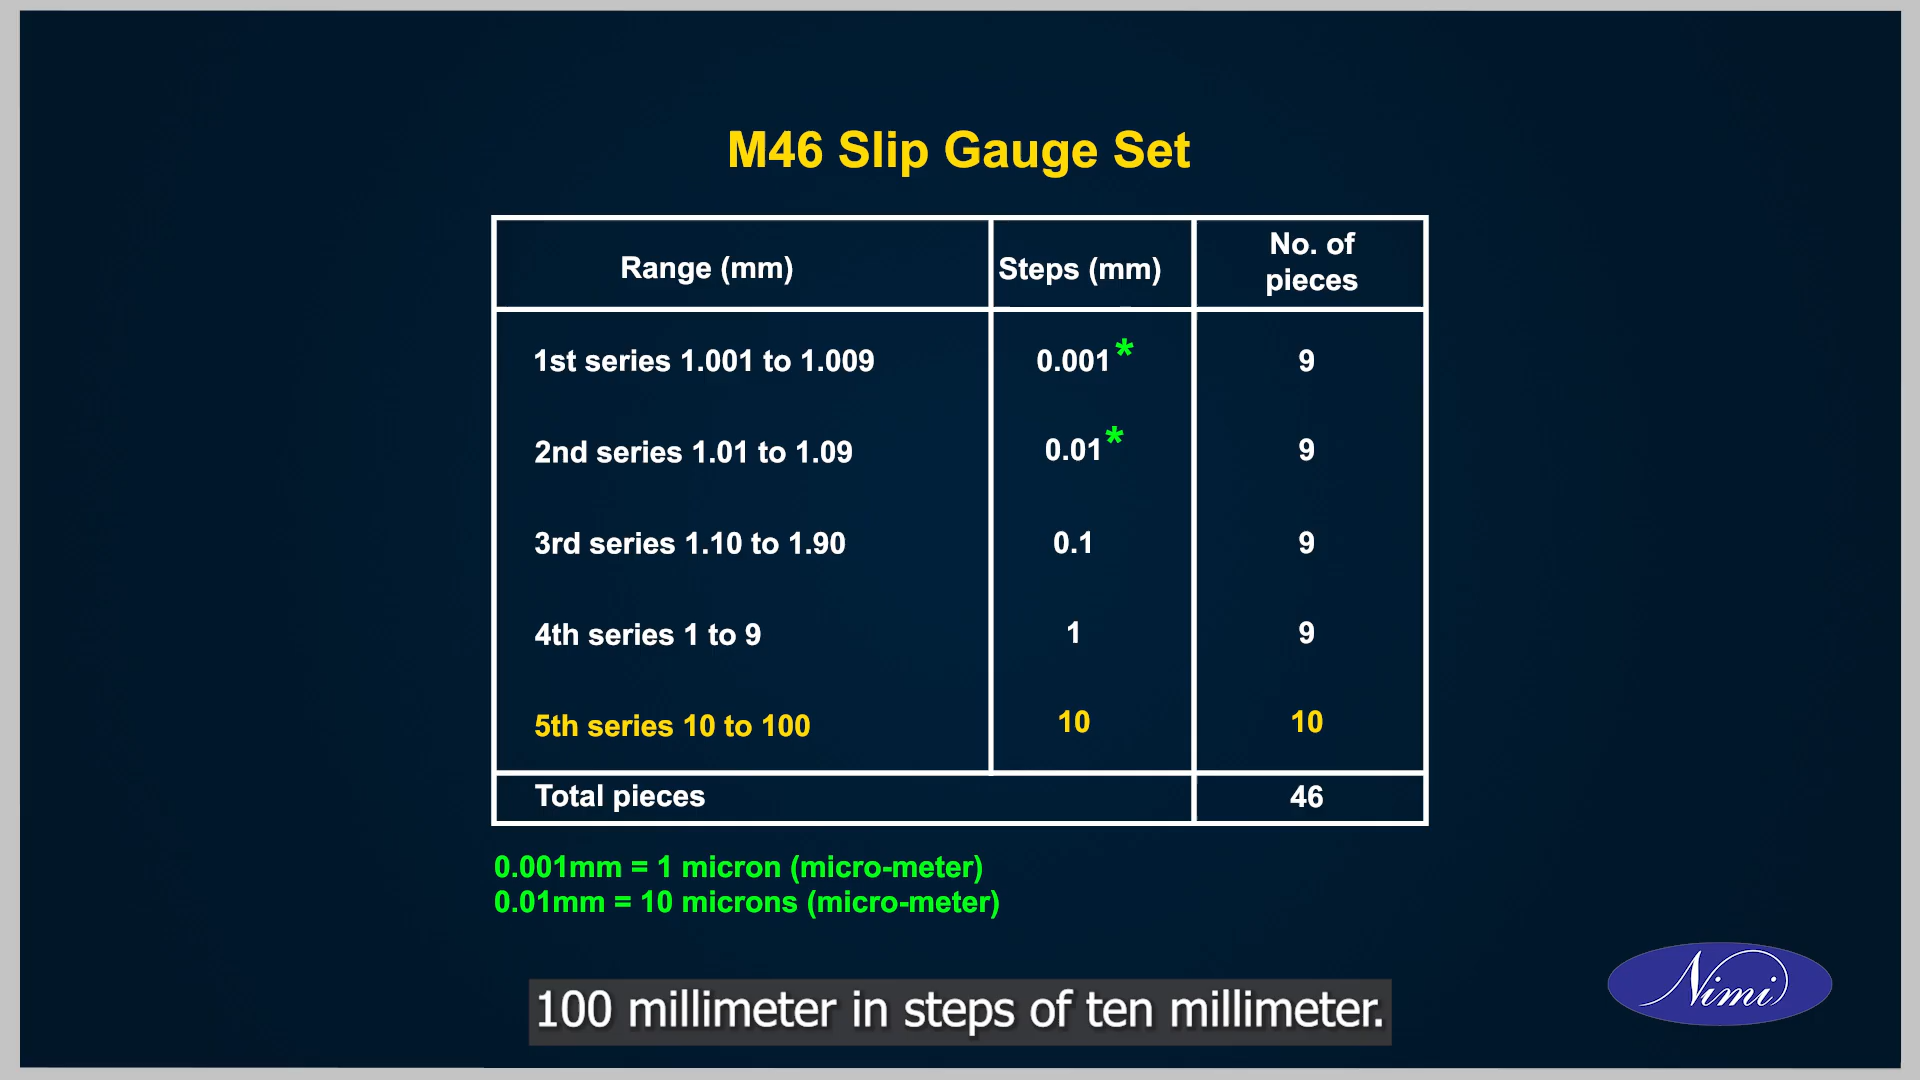 M46 Slip Gauge Set
Range (mm) Steps (mm) No. of pieces
1st series 1.001 to 1.009 0.001* 9
2nd series 1.01 to 1.09 0.01* 9
3rd series 1.10 to 1.90 0.1 9
4th series 1 to 9 1 9
5th series 10 to 100 10 10
Total pieces 46
0.001mm = 1 micron (micro-meter)
0.01mm = 10 microns (micro-meter)
100 millimeter in steps of ten millimeter.
Nimi